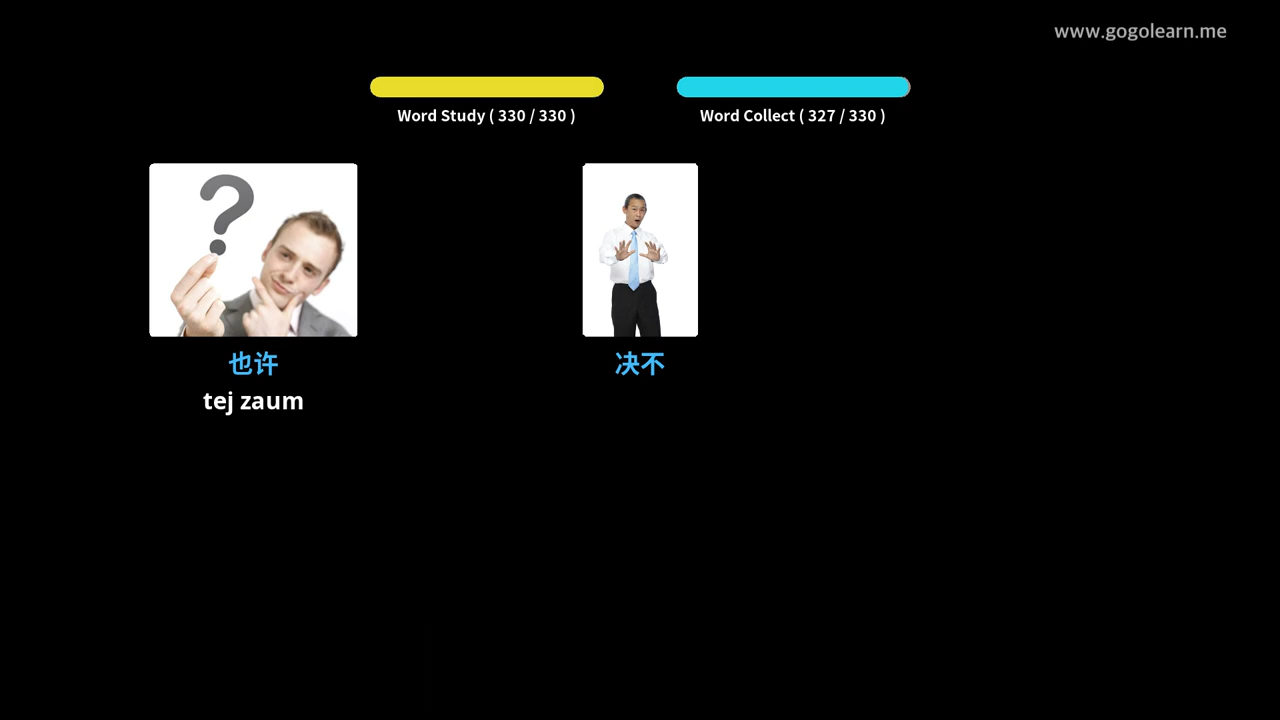 www.gogolearn.me
Word Study ( 330 / 330 )
Word Collect ( 327 / 330 )
?
也许
tej zaum
决不